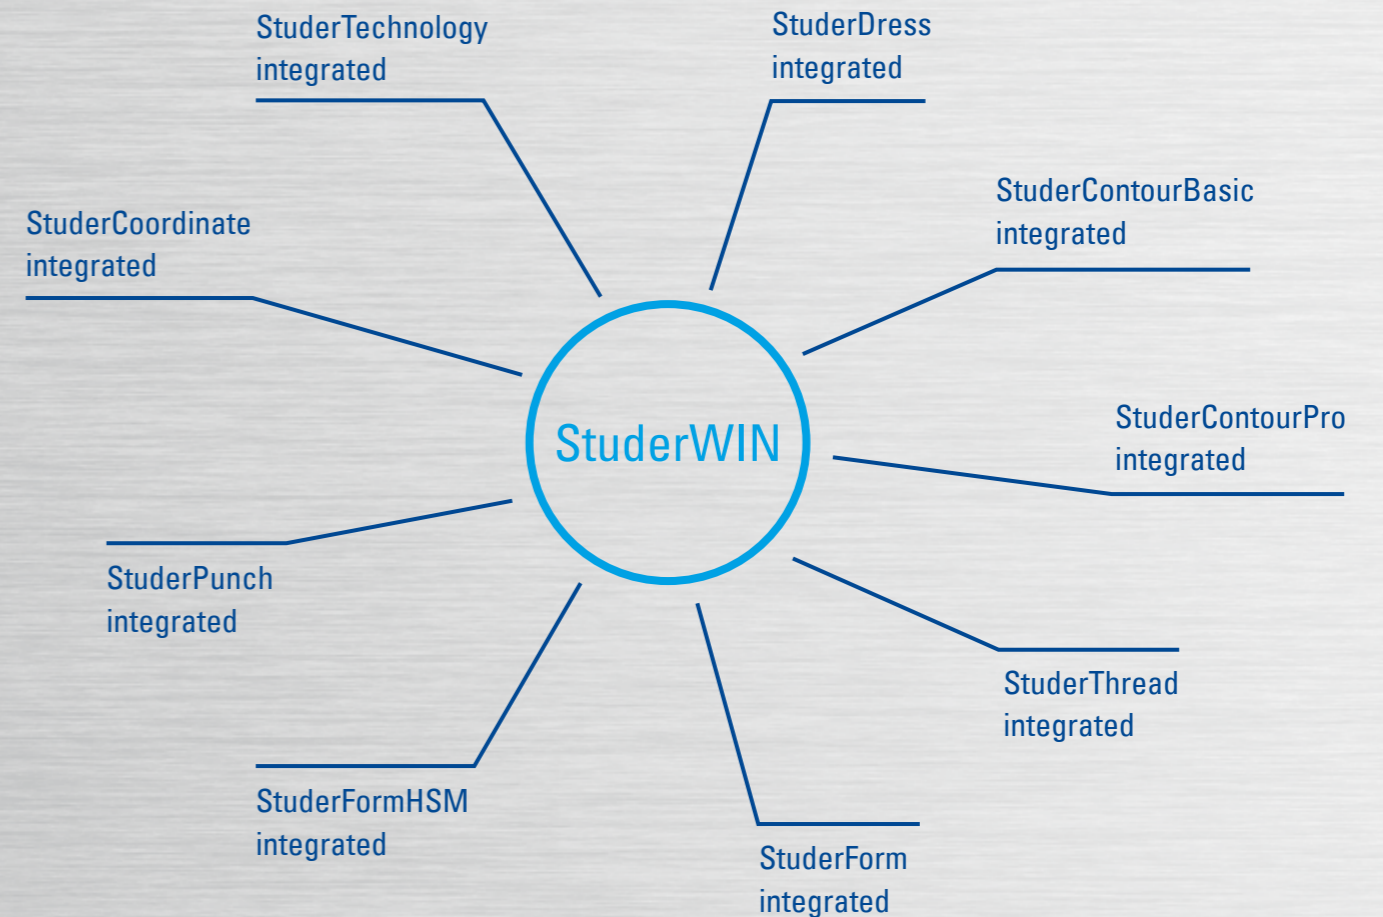 StuderTechnology
integrated
StuderDress
integrated
StuderContourBasic
integrated
StuderCoordinate
integrated
StuderContourPro
integrated
StuderWIN
StuderPunch
integrated
StuderThread
integrated
StuderFormHSM
integrated
StuderForm
integrated